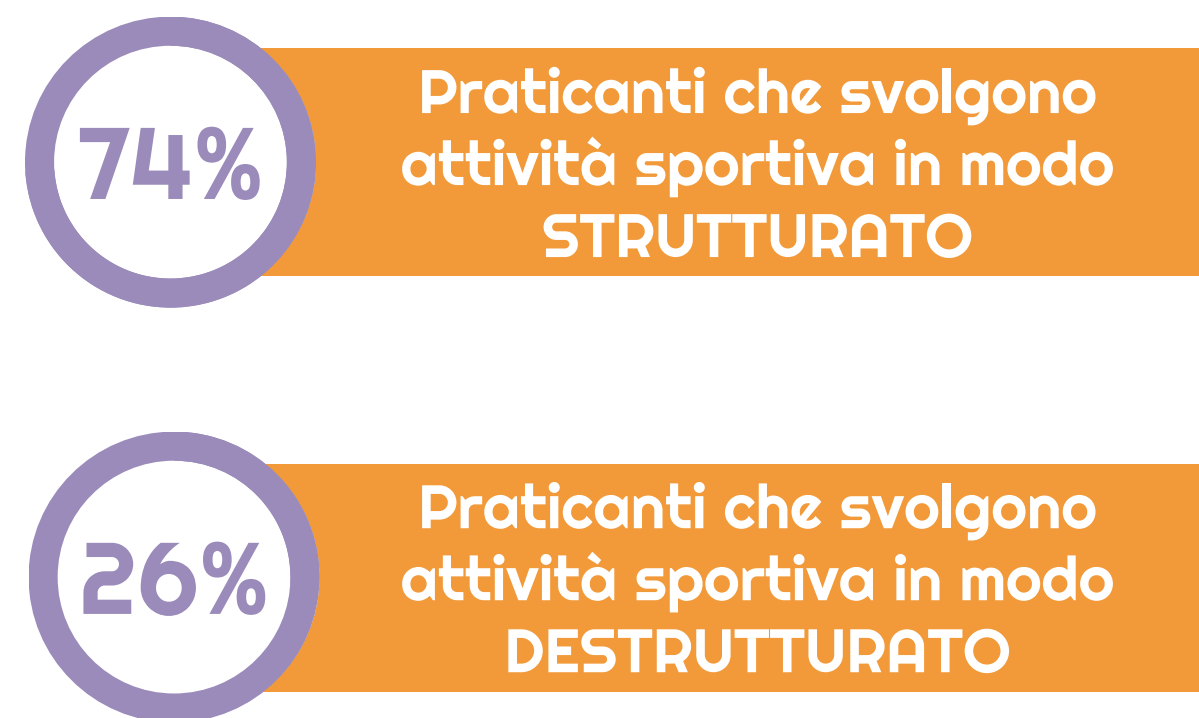 74%
Praticanti che svolgono
attività sportiva in modo
STRUTTURATO
26%
Praticanti che svolgono
attività sportiva in modo
DESTRUTTURATO